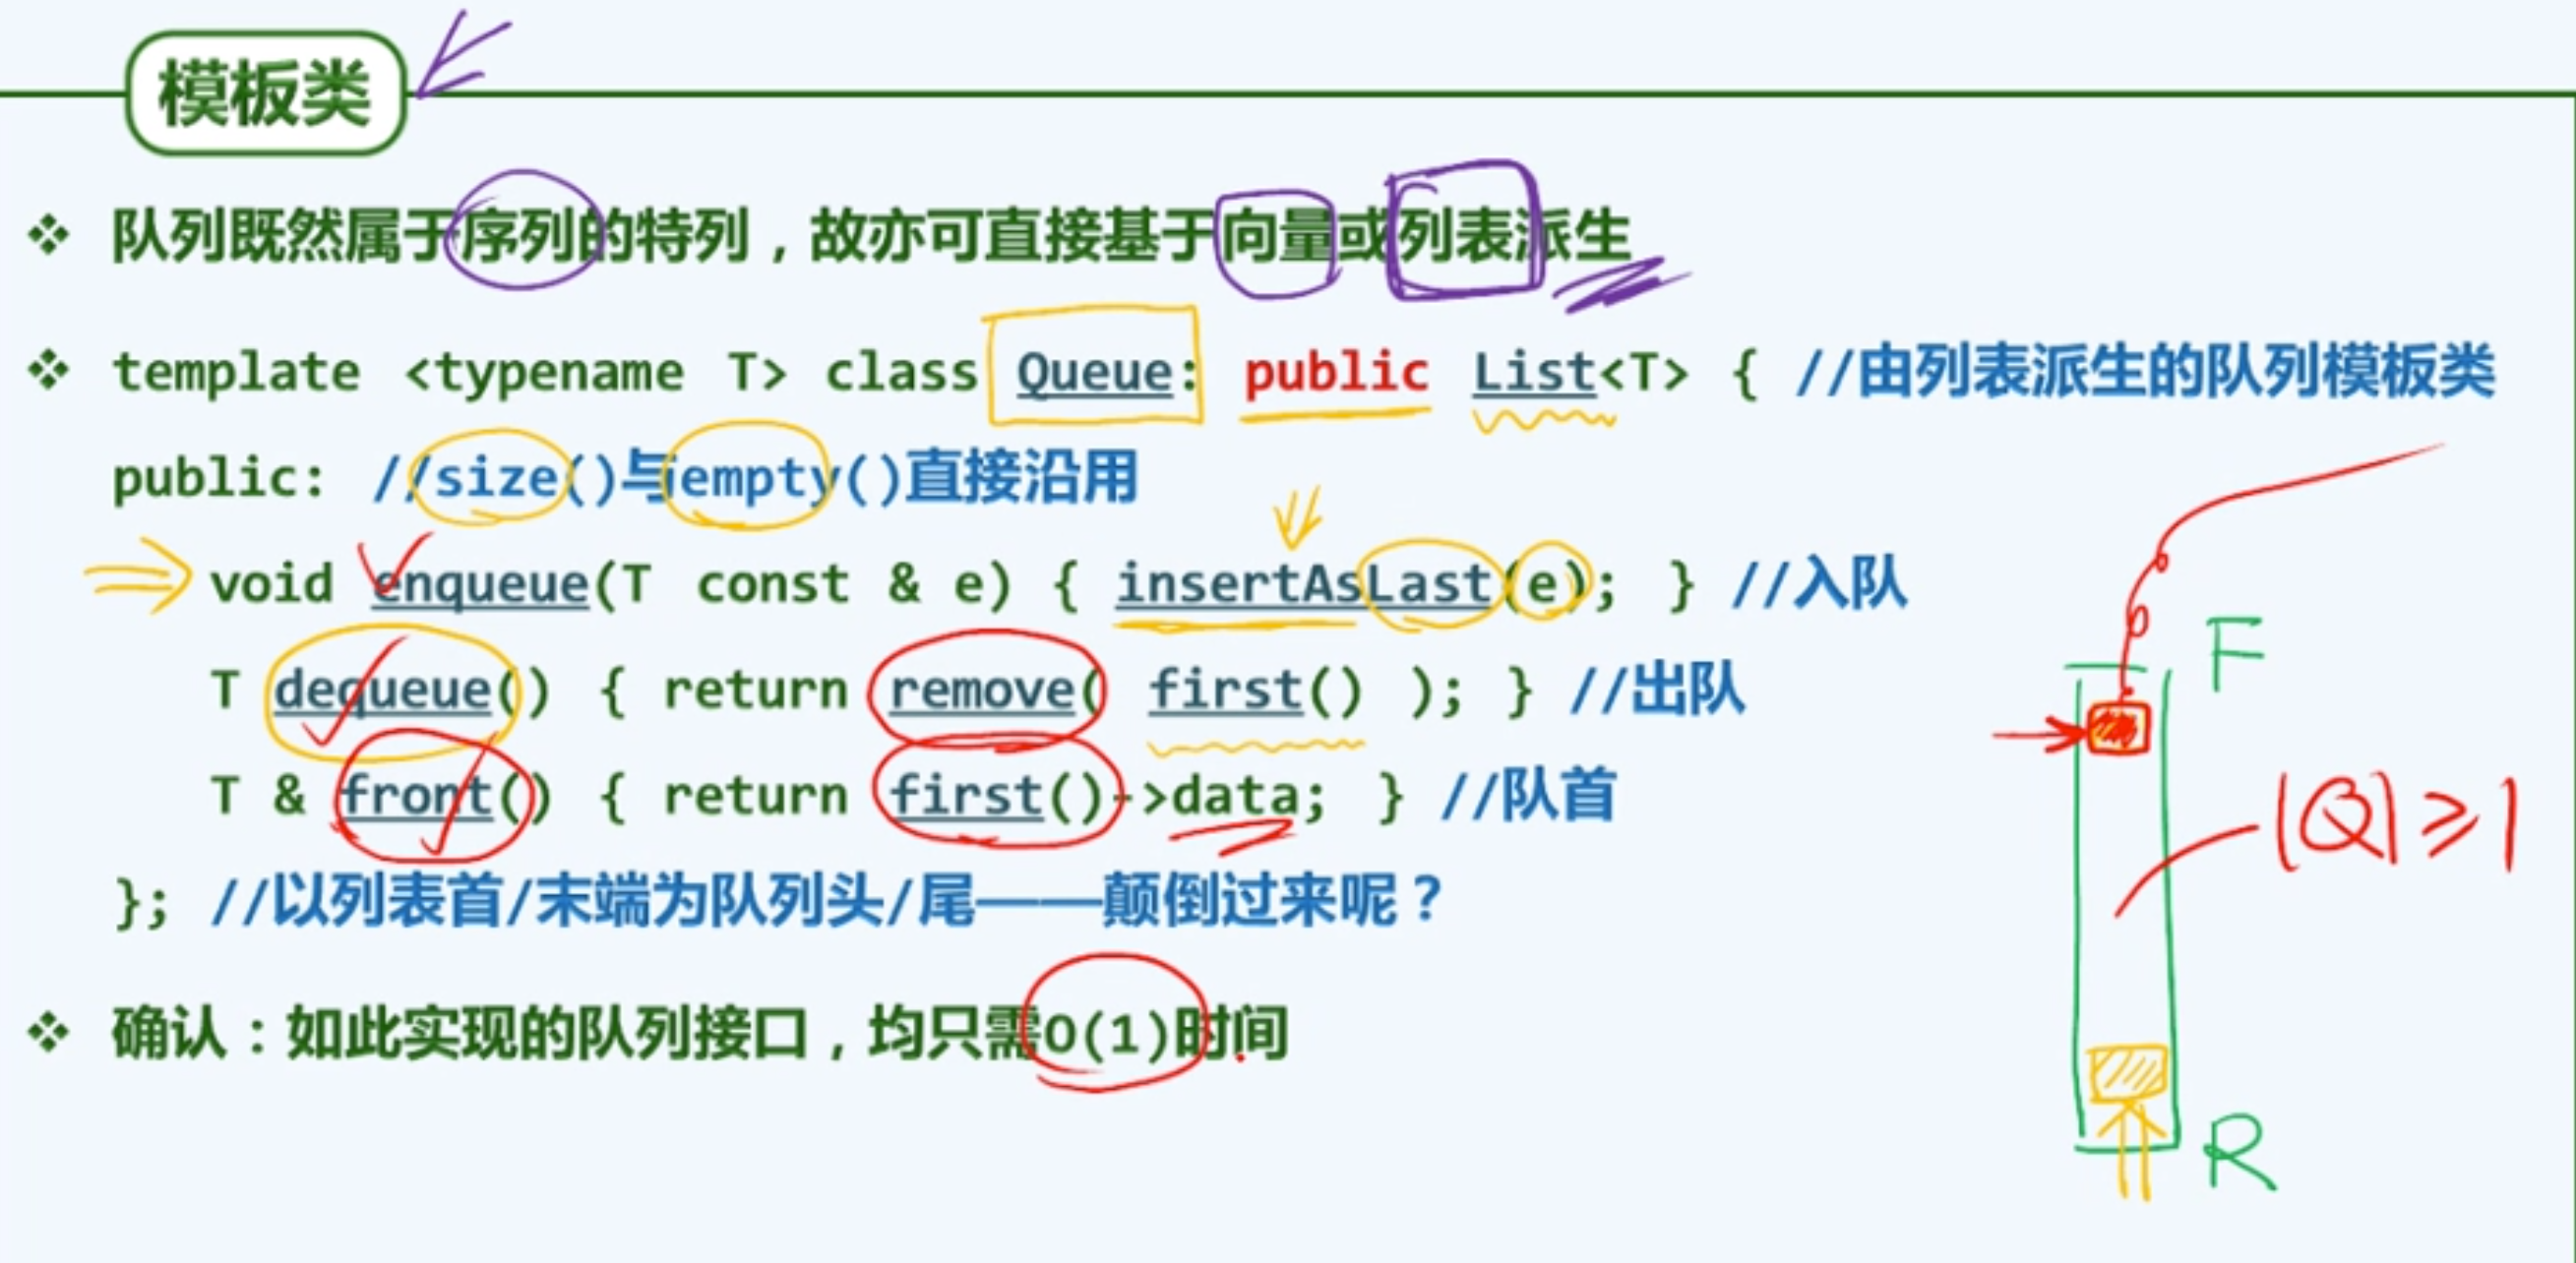 模板类
❖ 队列既然属于序列的特列，故亦可直接基于向量或列表派生
❖ template <typename T> class Queue: public List<T> { //由列表派生的队列模板类
public: //size()与empty()直接沿用
void enqueue(T const & e) { insertAsLast(e); } //入队
T dequeue() { return remove( first() ); } //出队
T & front() { return first()->data; } //队首
}; //以列表首/末端为队列头/尾——颠倒过来呢？
❖ 确认：如此实现的队列接口，均只需O(1)时间
F
|Q|≥1
R